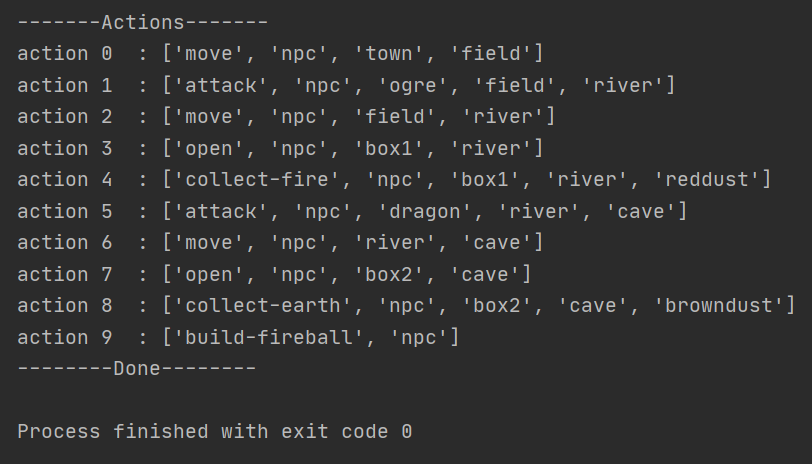 -------Actions-------
action 0  : ['move', 'npc', 'town', 'field']
action 1  : ['attack', 'npc', 'ogre', 'field', 'river']
action 2  : ['move', 'npc', 'field', 'river']
action 3  : ['open', 'npc', 'box1', 'river']
action 4  : ['collect-fire', 'npc', 'box1', 'river', 'reddust']
action 5  : ['attack', 'npc', 'dragon', 'river', 'cave']
action 6  : ['move', 'npc', 'river', 'cave']
action 7  : ['open', 'npc', 'box2', 'cave']
action 8  : ['collect-earth', 'npc', 'box2', 'cave', 'browndust']
action 9  : ['build-fireball', 'npc']
--------Done--------
Process finished with exit code 0